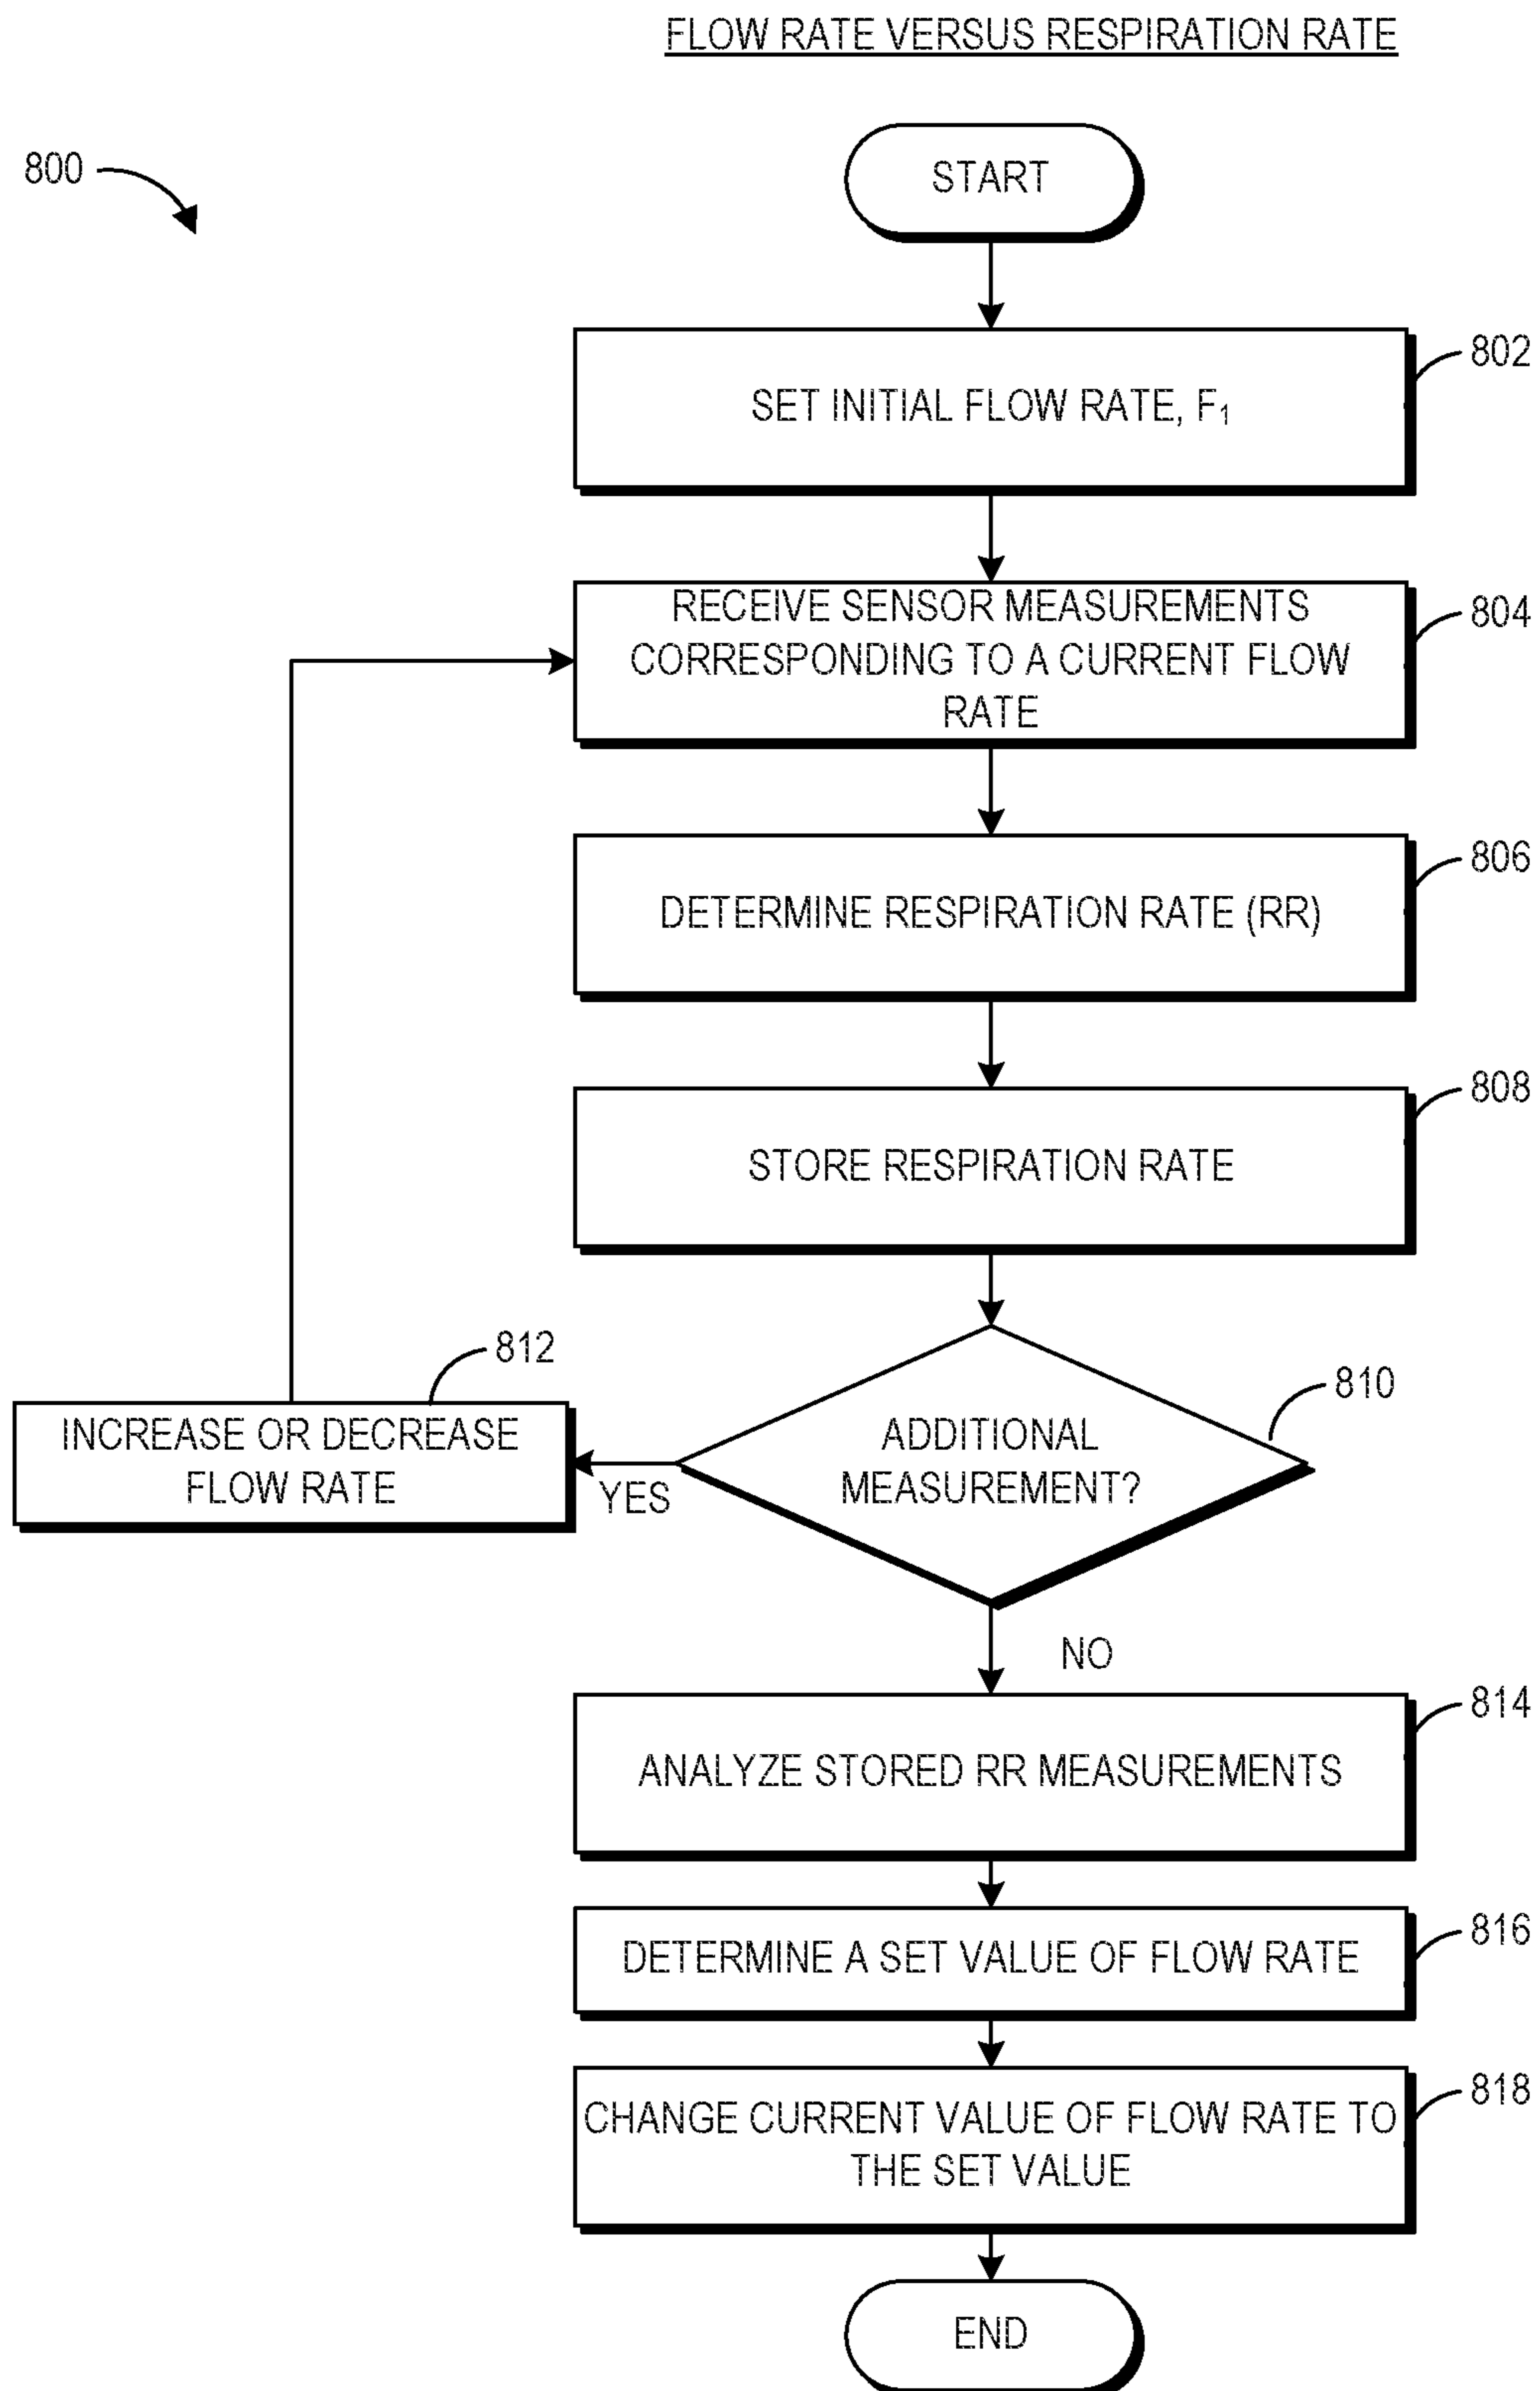 FLOW RATE VERSUS RESPIRATION RATE
800
START
802
SET INITIAL FLOW RATE, F₁
804
RECEIVE SENSOR MEASUREMENTS
CORRESPONDING TO A CURRENT FLOW
RATE
806
DETERMINE RESPIRATION RATE (RR)
808
STORE RESPIRATION RATE
812
INCREASE OR DECREASE
FLOW RATE
YES
810
ADDITIONAL
MEASUREMENT?
NO
814
ANALYZE STORED RR MEASUREMENTS
816
DETERMINE A SET VALUE OF FLOW RATE
818
CHANGE CURRENT VALUE OF FLOW RATE TO
THE SET VALUE
END